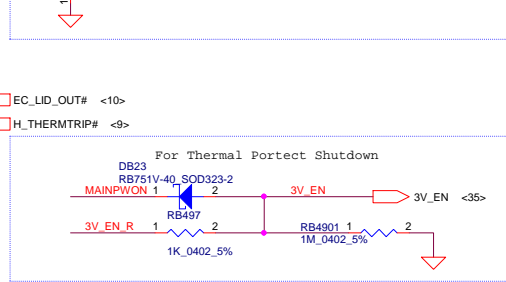 1
EC_LID_OUT# <10>
H_THERMTRIP# <9>
For Thermal Portect Shutdown
DB23
RB751V-40_SOD323-2
MAINPWON 1 2 3V_EN 3V_EN <35>
RB497
3V_EN_R 1 2 RB4901 1 2
1K_0402_5% 1M_0402_5%